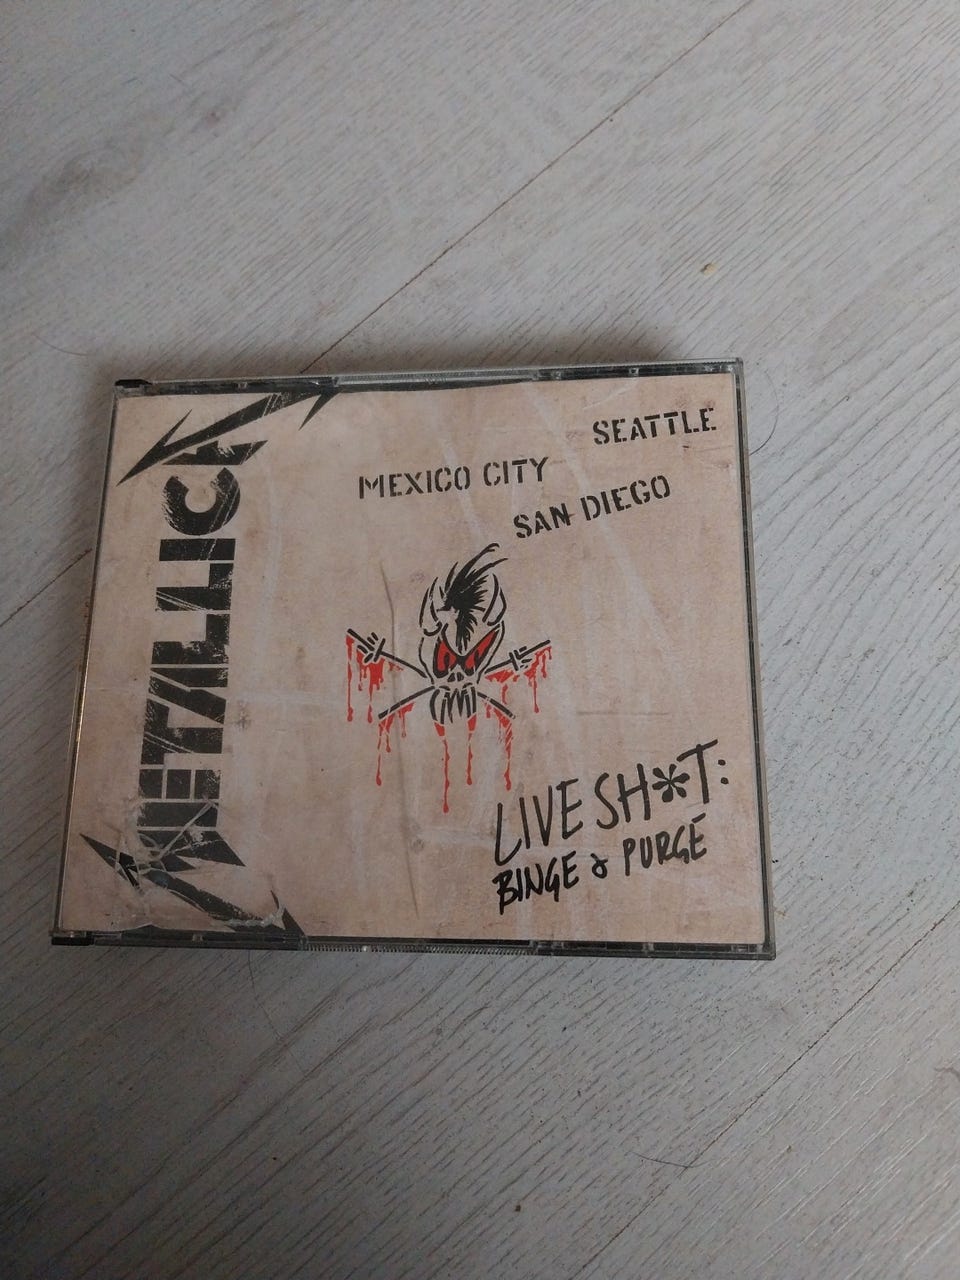 METALLICA
SEATTLE
MEXICO CITY
SAN DIEGO
LIVE SH*T:
BINGE & PURGE